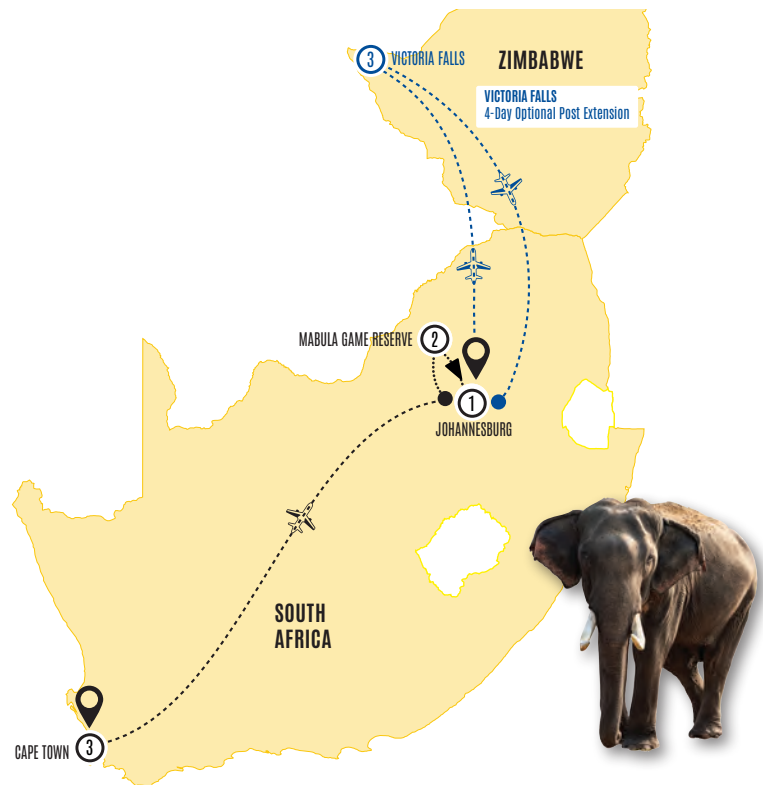 3
VICTORIA FALLS
ZIMBABWE
VICTORIA FALLS
4-Day Optional Post Extension
MABULA GAME RESERVE
2
1
JOHANNESBURG
SOUTH
AFRICA
CAPE TOWN
3